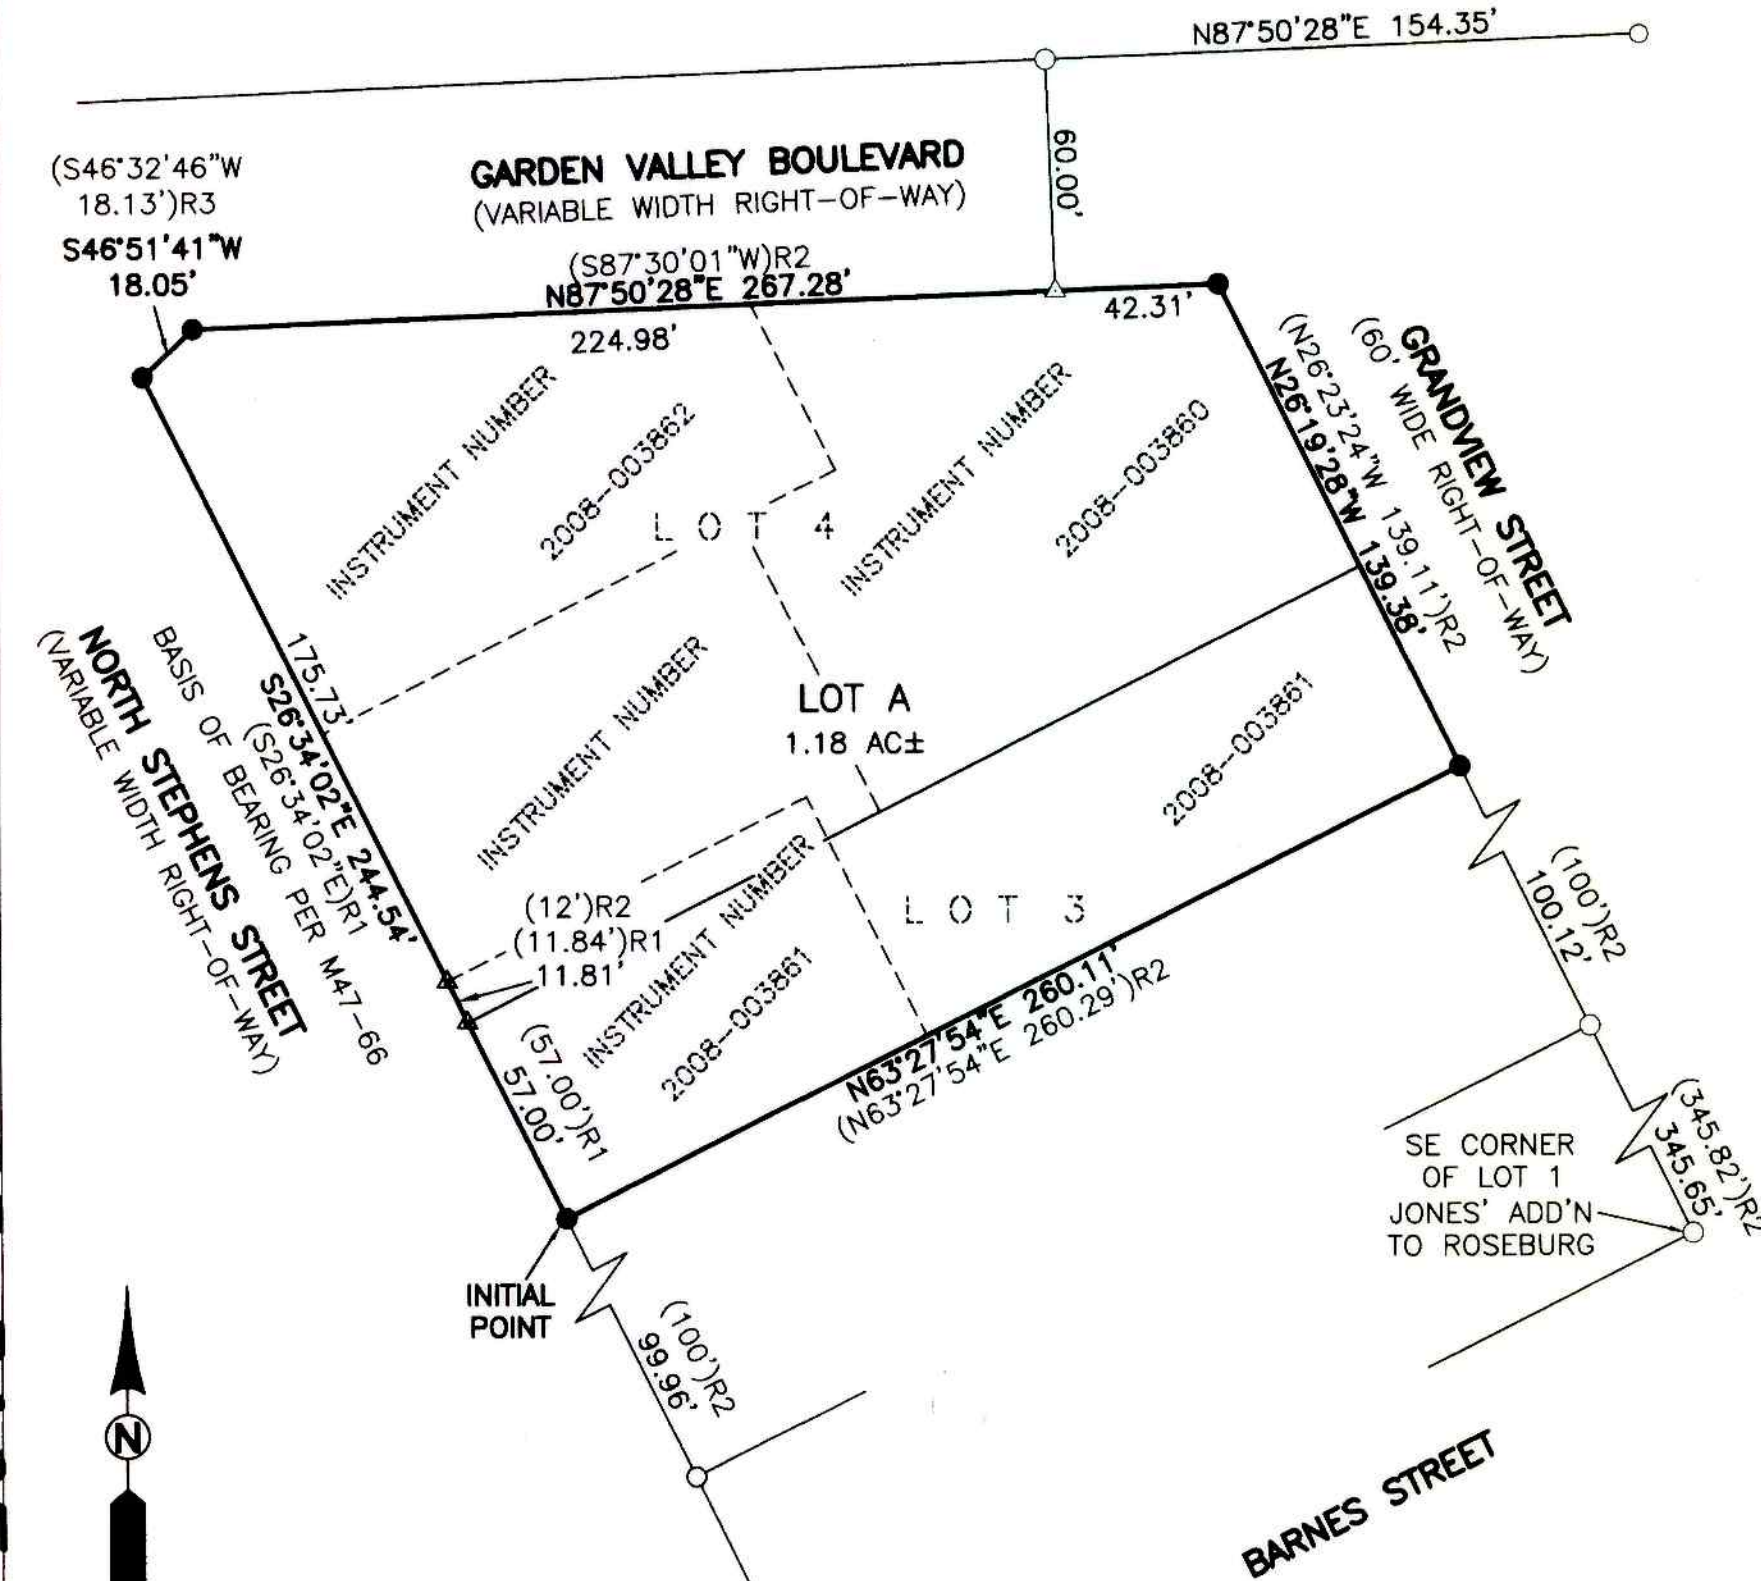 N87°50'28"E 154.35'
60.00'
(S46°32'46"W
18.13')R3
S46°51'41"W
18.05'
GARDEN VALLEY BOULEVARD
(VARIABLE WIDTH RIGHT-OF-WAY)
(S87°30'01"W)R2
N87°50'28"E 267.28'
224.98'
42.31'
GRANDVIEW STREET
(60' WIDE RIGHT-OF-WAY)
(N26°23'24"W 139.11')R2
N26°19'28"W 139.38'
INSTRUMENT NUMBER
2008-003862
INSTRUMENT NUMBER
2008-003860
LOT 4
175.73'
S26°34'02"E 244.54'
(S26°34'02"E)R1
BASIS OF BEARING PER M47-66
NORTH STEPHENS STREET
(VARIABLE WIDTH RIGHT-OF-WAY)
INSTRUMENT NUMBER
LOT A
1.18 AC±
2008-003861
INSTRUMENT NUMBER
2008-003861
LOT 3
(12')R2
(11.84')R1
11.81'
(57.00')R1
57.00'
N63°27'54"E 260.11'
(N63°27'54"E 260.29')R2
(100')R2
100.12'
(345.82')R2
345.65'
SE CORNER
OF LOT 1
JONES' ADD'N
TO ROSEBURG
INITIAL
POINT
(100')R2
99.96'
N
BARNES STREET